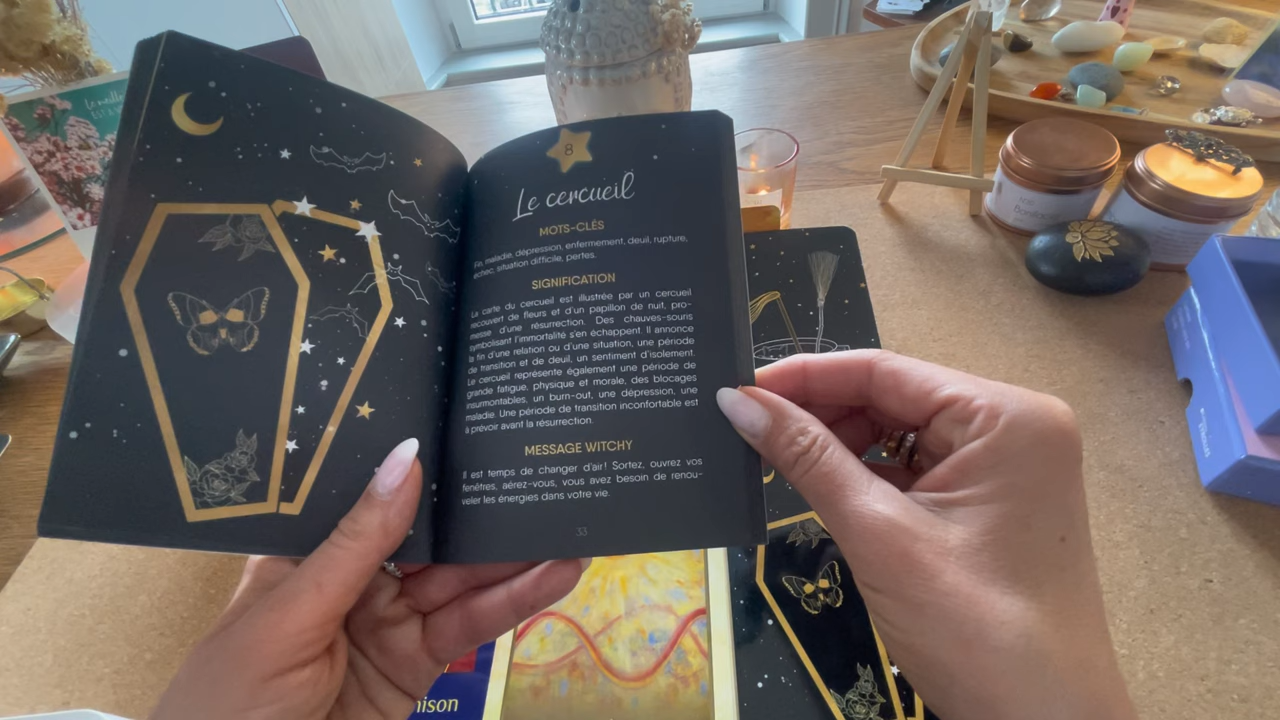 8
Le cercueil
MOTS-CLÉS
Fin, maladie, dépression, enfermement, deuil, rupture,
échec, situation difficile, pertes.
SIGNIFICATION
La carte du cercueil est illustrée par un cercueil
recouvert de fleurs et d'un papillon de nuit, pro-
messe d'une résurrection. Des chauves-souris
symbolisant l'immortalité s'en échappent. Il annonce
la fin d'une relation ou d'une situation, une période
de transition et de deuil, un sentiment d'isolement.
Le cercueil représente également une période de
grande fatigue, physique et morale, des blocages
insurmontables, un burn-out, une dépression, une
maladie. Une période de transition inconfortable est
à prévoir avant la résurrection.
MESSAGE WITCHY
Il est temps de changer d'air! Sortez, ouvrez vos
fenêtres, aérez-vous, vous avez besoin de renou-
veler les énergies dans votre vie.
33